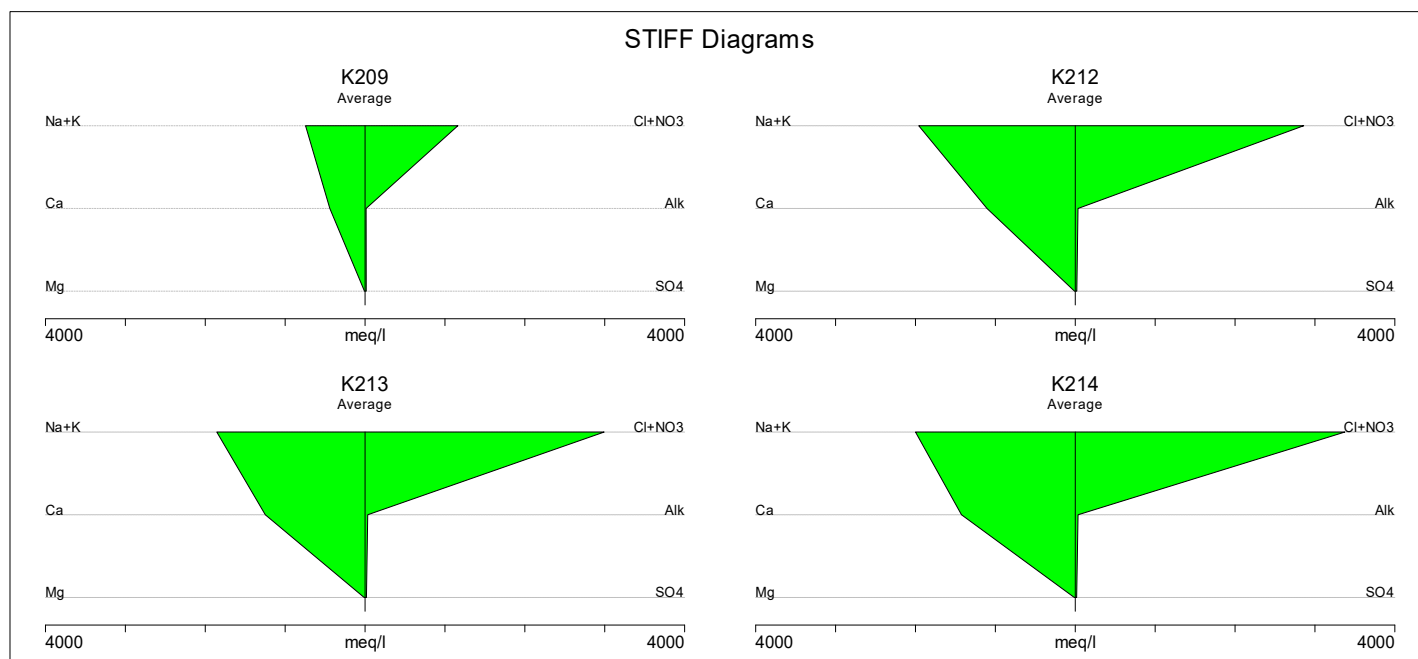 STIFF Diagrams
K209
Average
Na+K Cl+NO3
Ca Alk
Mg SO4
4000 meq/l 4000
K212
Average
Na+K Cl+NO3
Ca Alk
Mg SO4
4000 meq/l 4000
K213
Average
Na+K Cl+NO3
Ca Alk
Mg SO4
4000 meq/l 4000
K214
Average
Na+K Cl+NO3
Ca Alk
Mg SO4
4000 meq/l 4000